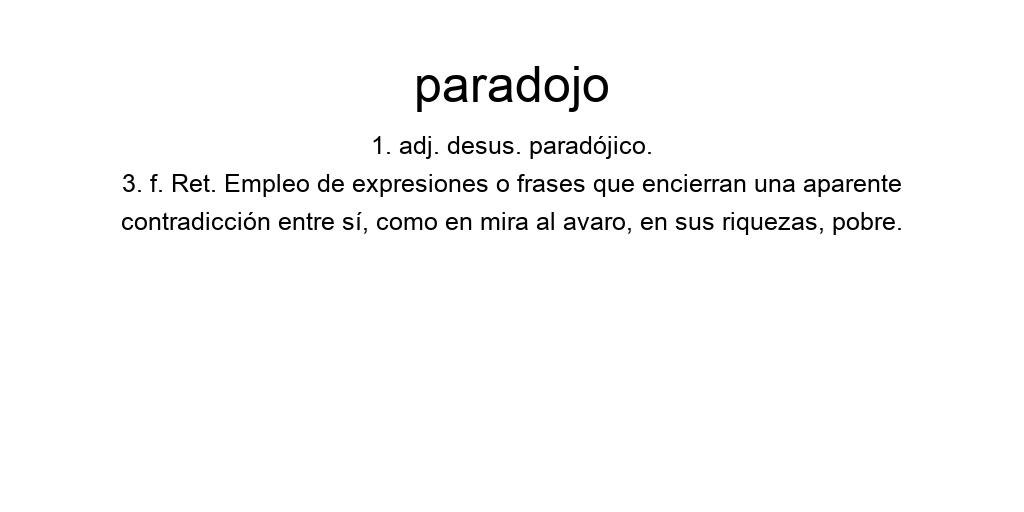 paradojo
1. adj. desus. paradójico.
3. f. Ret. Empleo de expresiones o frases que encierran una aparente
contradicción entre sí, como en mira al avaro, en sus riquezas, pobre.